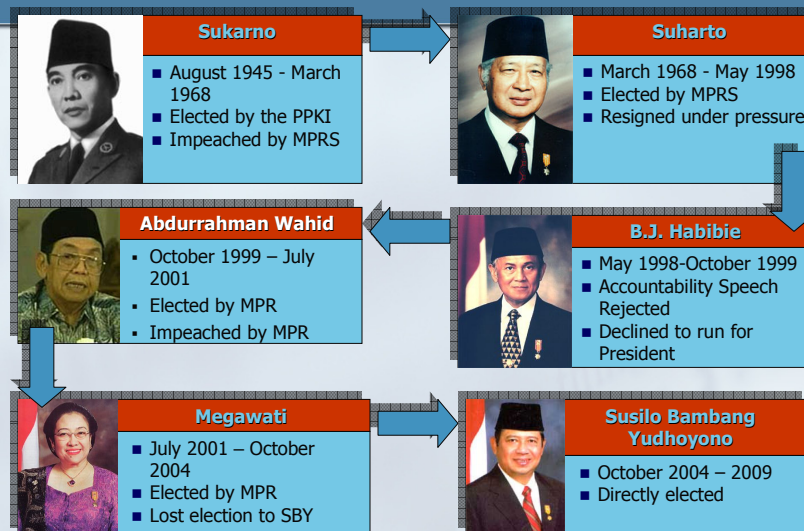 Sukarno
■ August 1945 - March
1968
■ Elected by the PPKI
■ Impeached by MPRS
Suharto
■ March 1968 - May 1998
■ Elected by MPRS
■ Resigned under pressure
B.J. Habibie
■ May 1998-October 1999
■ Accountability Speech
Rejected
■ Declined to run for
President
Abdurrahman Wahid
▪ October 1999 – July
2001
▪ Elected by MPR
▪ Impeached by MPR
Megawati
■ July 2001 – October
2004
■ Elected by MPR
■ Lost election to SBY
Susilo Bambang
Yudhoyono
■ October 2004 – 2009
■ Directly elected